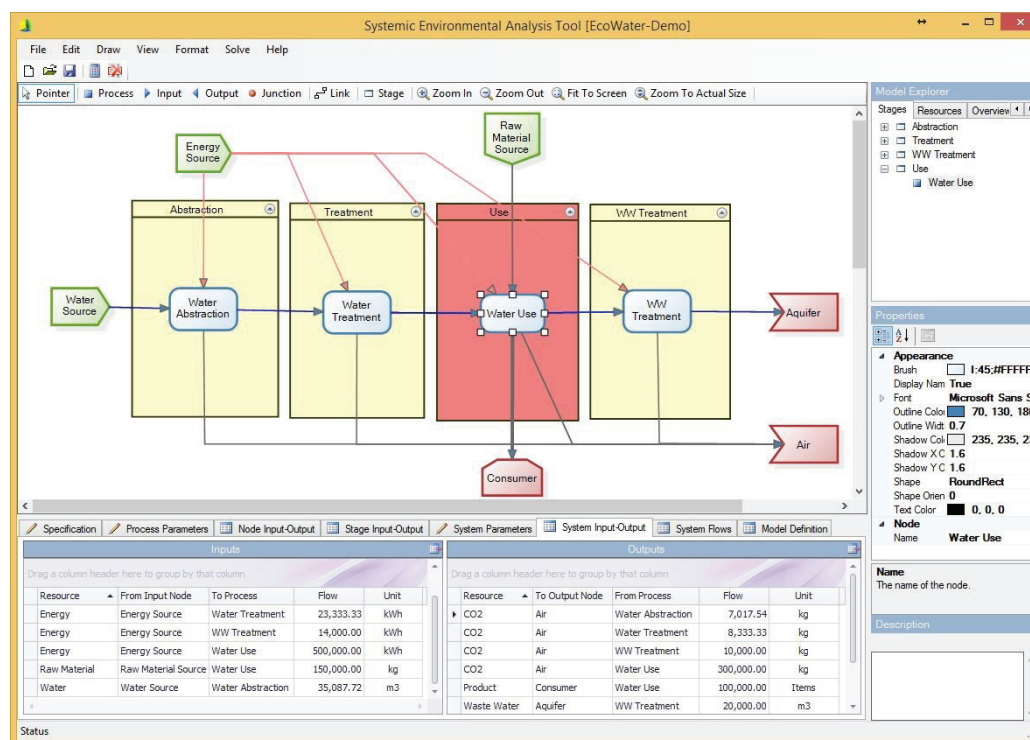 Systemic Environmental Analysis Tool [EcoWater-Demo]
File Edit Draw View Format Solve Help
Pointer Process Input Output Junction Link Stage Zoom In Zoom Out Fit To Screen Zoom To Actual Size
Model Explorer
Stages Resources Overview
Abstraction
Treatment
WW Treatment
Use
Water Use
Energy
Source
Raw
Material
Source
Abstraction
Treatment
Use
WW Treatment
Water
Source
Water
Abstraction
Water
Treatment
Water Use
WW
Treatment
Aquifer
Air
Consumer
Properties
Appearance
Brush I:45;#FFFFF
Display Nam True
Font Microsoft Sans S
Outline Color 70, 130, 180
Outline Widt 0.7
Shadow Col 235, 235, 23
Shadow X C 1.6
Shadow Y C 1.6
Shape RoundRect
Shape Orien 0
Text Color 0, 0, 0
Node
Name Water Use
Name
The name of the node.
Description
Specification Process Parameters Node Input-Output Stage Input-Output System Parameters System Input-Output System Flows Model Definition
Inputs
Drag a column header here to group by that column
Resource From Input Node To Process Flow Unit
Energy Energy Source Water Treatment 23,333.33 kWh
Energy Energy Source WW Treatment 14,000.00 kWh
Energy Energy Source Water Use 500,000.00 kWh
Raw Material Raw Material Source Water Use 150,000.00 kg
Water Water Source Water Abstraction 35,087.72 m3
Outputs
Drag a column header here to group by that column
Resource To Output Node From Process Flow Unit
CO2 Air Water Abstraction 7,017.54 kg
CO2 Air Water Treatment 8,333.33 kg
CO2 Air WW Treatment 10,000.00 kg
CO2 Air Water Use 300,000.00 kg
Product Consumer Water Use 100,000.00 Items
Waste Water Aquifer WW Treatment 20,000.00 m3
Status